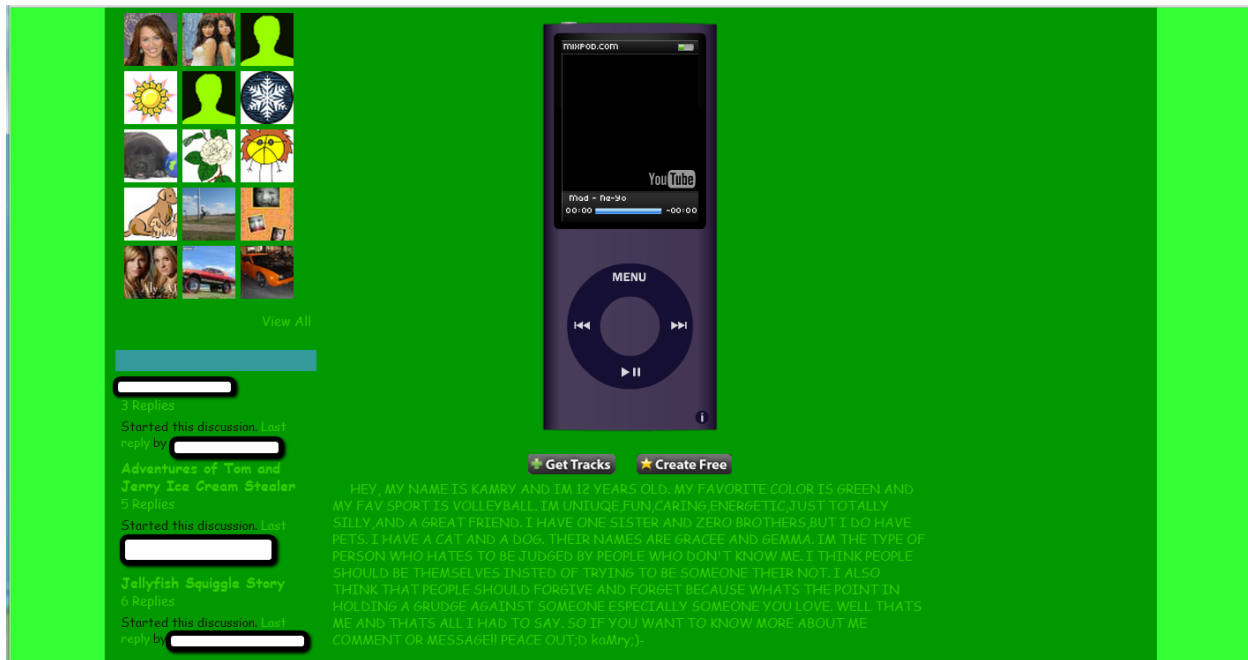 View All
3 Replies
Started this discussion. Last
reply by
Adventures of Tom and
Jerry Ice Cream Stealer
5 Replies
Started this discussion. Last
Jellyfish Squiggle Story
6 Replies
Started this discussion. Last
reply by
mixpod.com
YouTube
Mad - Ne-Yo
00:00 -00:00
MENU
i
Get Tracks Create Free
HEY, MY NAME IS KAMRY AND IM 12 YEARS OLD. MY FAVORITE COLOR IS GREEN AND
MY FAV SPORT IS VOLLEYBALL. IM UNIUQE,FUN,CARING,ENERGETIC,JUST TOTALLY
SILLY,AND A GREAT FRIEND. I HAVE ONE SISTER AND ZERO BROTHERS,BUT I DO HAVE
PETS. I HAVE A CAT AND A DOG. THEIR NAMES ARE GRACEE AND GEMMA. IM THE TYPE OF
PERSON WHO HATES TO BE JUDGED BY PEOPLE WHO DON'T KNOW ME. I THINK PEOPLE
SHOULD BE THEMSELVES INSTED OF TRYING TO BE SOMEONE THEIR NOT. I ALSO
THINK THAT PEOPLE SHOULD FORGIVE AND FORGET BECAUSE WHATS THE POINT IN
HOLDING A GRUDGE AGAINST SOMEONE ESPECIALLY SOMEONE YOU LOVE. WELL THATS
ME AND THATS ALL I HAD TO SAY. SO IF YOU WANT TO KNOW MORE ABOUT ME
COMMENT OR MESSAGE!! PEACE OUT;D kaMry;)~